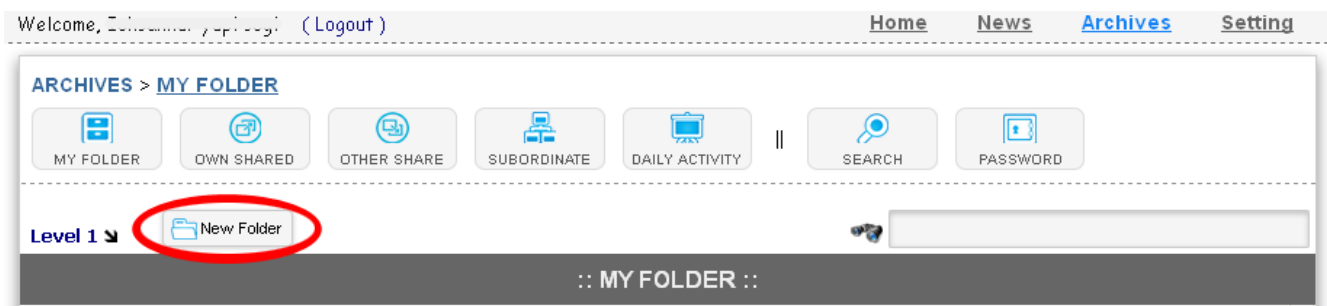 Welcome, ( Logout ) Home News Archives Setting
ARCHIVES > MY FOLDER
MY FOLDER OWN SHARED OTHER SHARE SUBORDINATE DAILY ACTIVITY || SEARCH PASSWORD
Level 1 New Folder
:: MY FOLDER ::